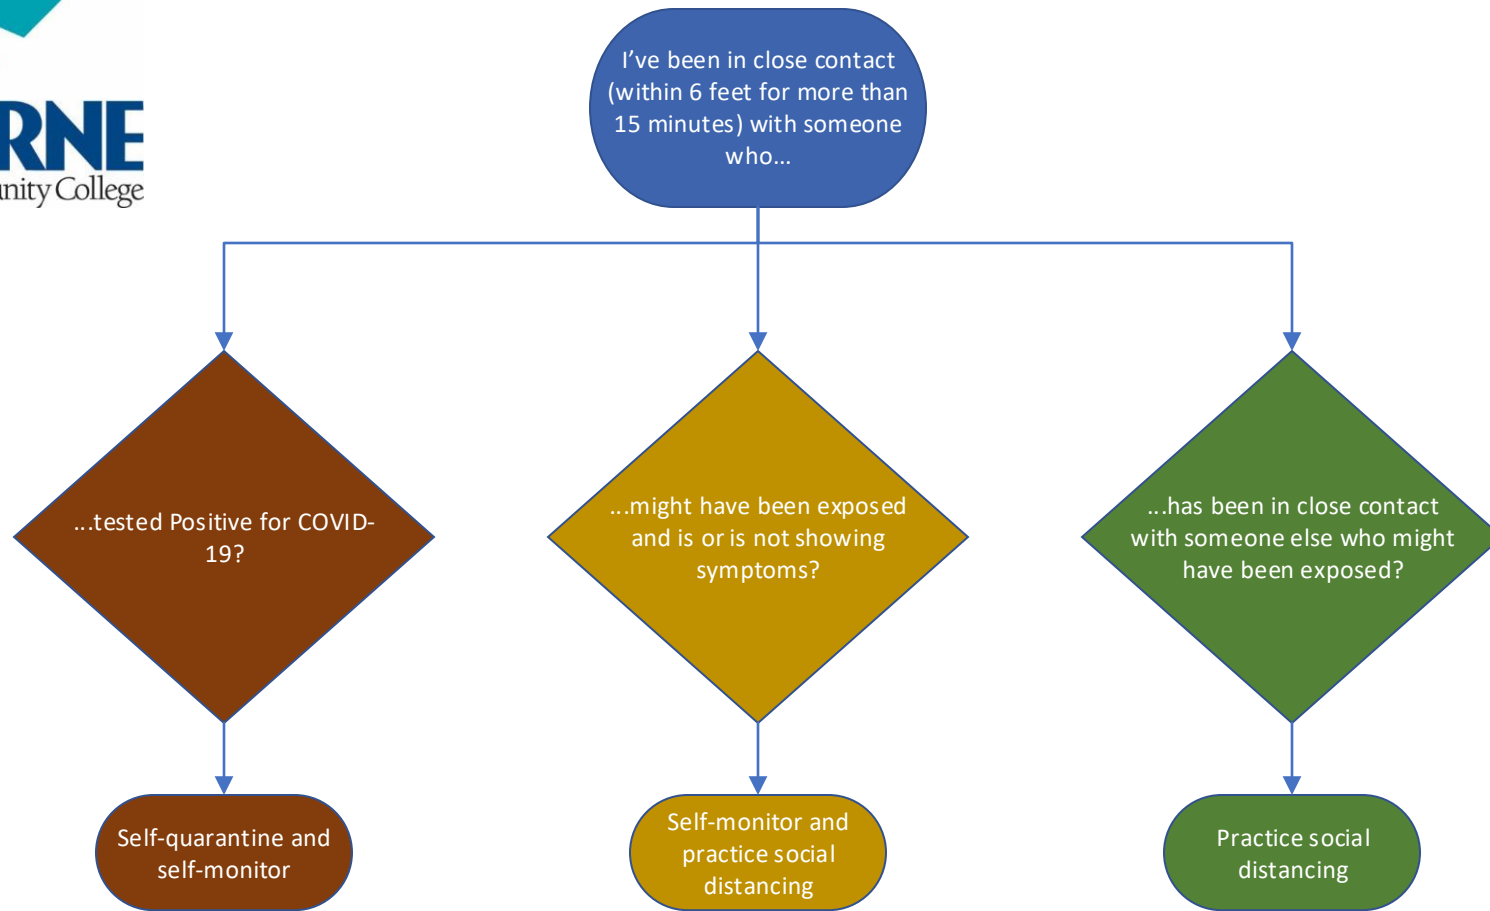 RNE
unity College
I've been in close contact
(within 6 feet for more than
15 minutes) with someone
who...
...tested Positive for COVID-
19?
...might have been exposed
and is or is not showing
symptoms?
...has been in close contact
with someone else who might
have been exposed?
Self-quarantine and
self-monitor
Self-monitor and
practice social
distancing
Practice social
distancing